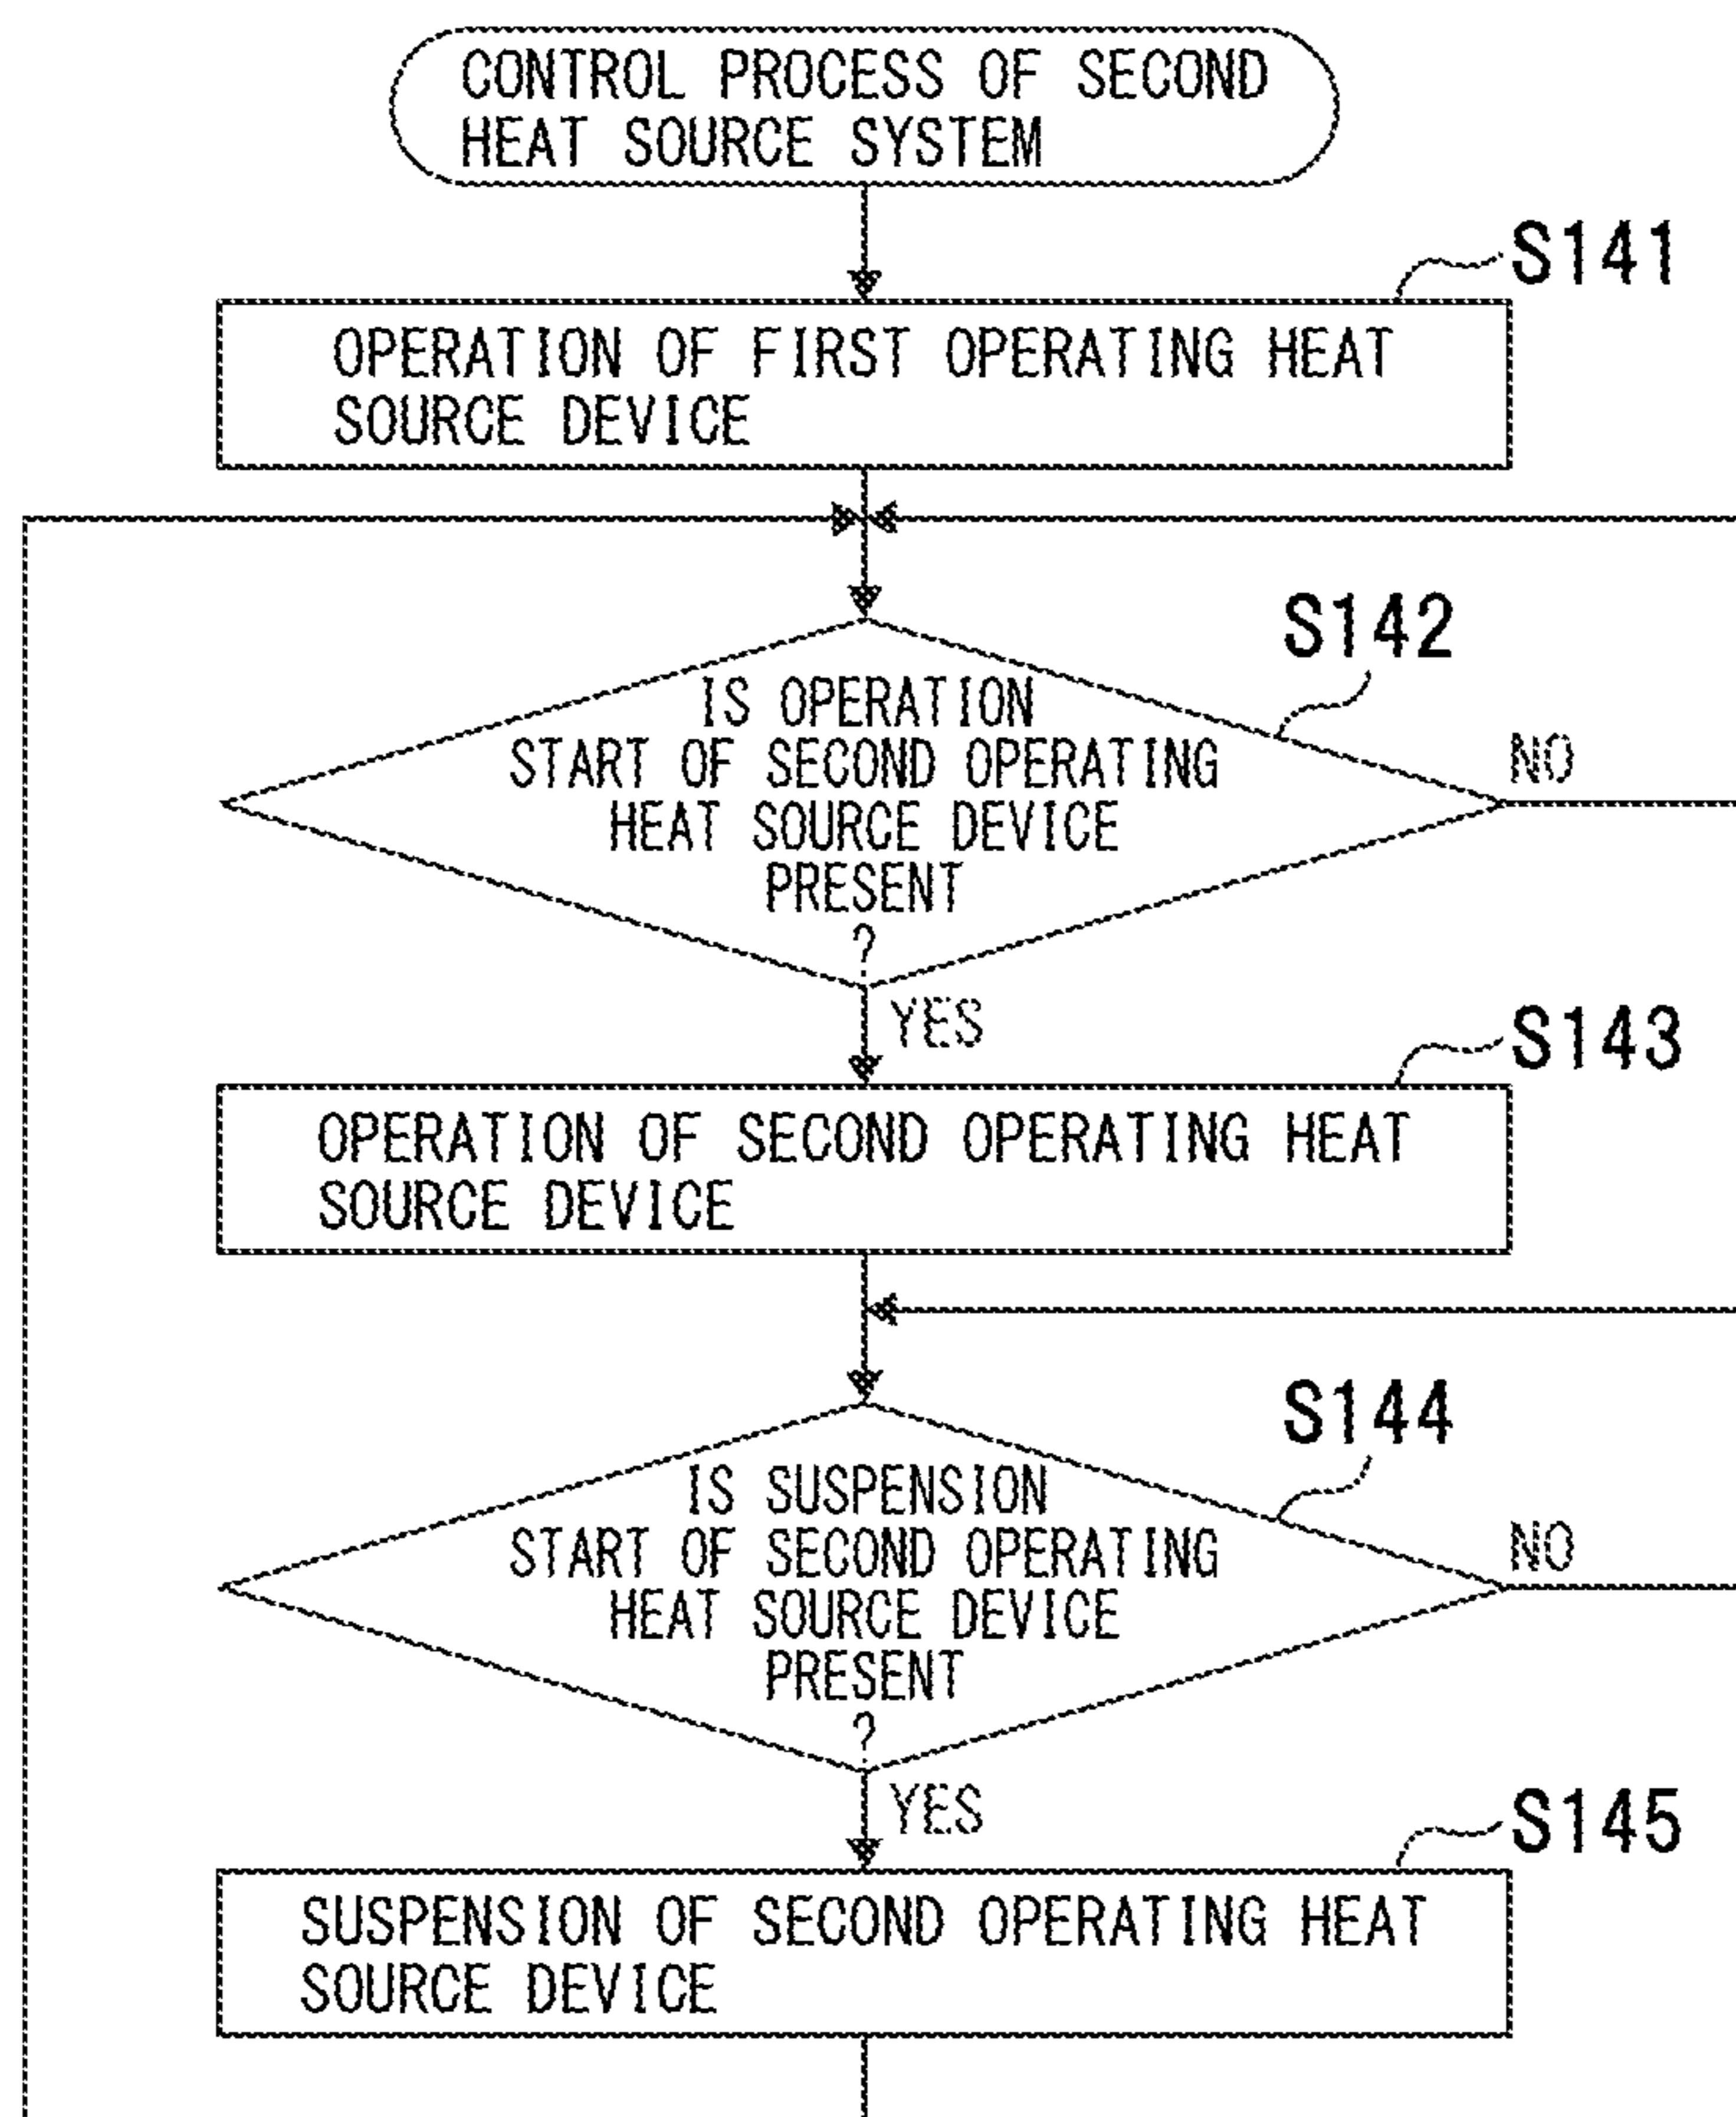 CONTROL PROCESS OF SECOND
HEAT SOURCE SYSTEM
S141
OPERATION OF FIRST OPERATING HEAT
SOURCE DEVICE
S142
IS OPERATION
START OF SECOND OPERATING
HEAT SOURCE DEVICE
PRESENT
?
NO
YES
S143
OPERATION OF SECOND OPERATING HEAT
SOURCE DEVICE
S144
IS SUSPENSION
START OF SECOND OPERATING
HEAT SOURCE DEVICE
PRESENT
?
NO
YES
S145
SUSPENSION OF SECOND OPERATING HEAT
SOURCE DEVICE